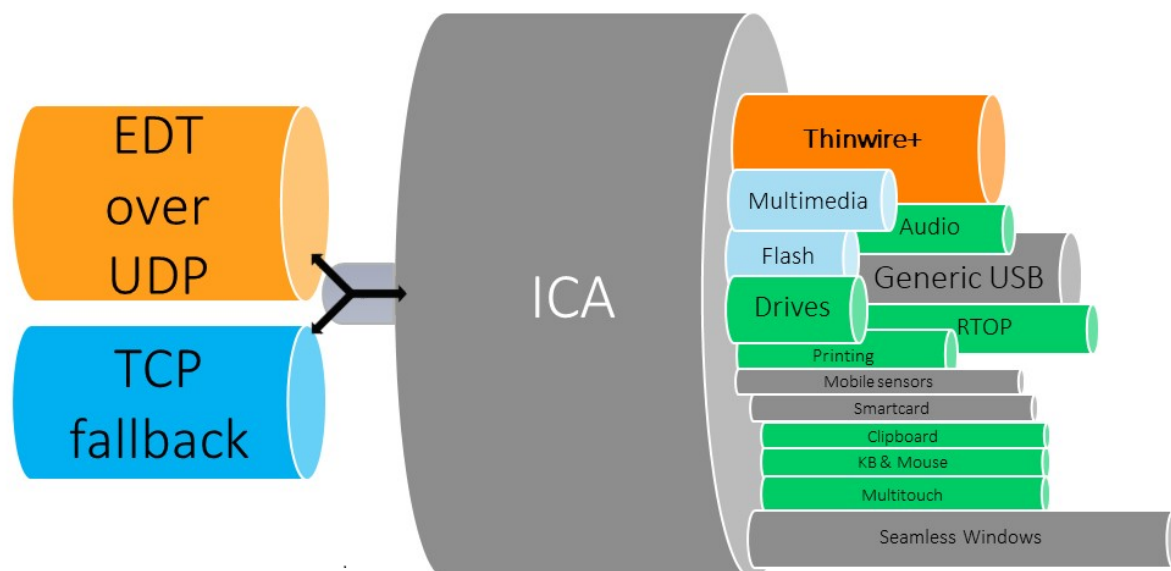 EDT
over
UDP
TCP
fallback
ICA
Thinwire+
Multimedia
Audio
Flash
Generic USB
Drives
RTOP
Printing
Mobile sensors
Smartcard
Clipboard
KB & Mouse
Multitouch
Seamless Windows